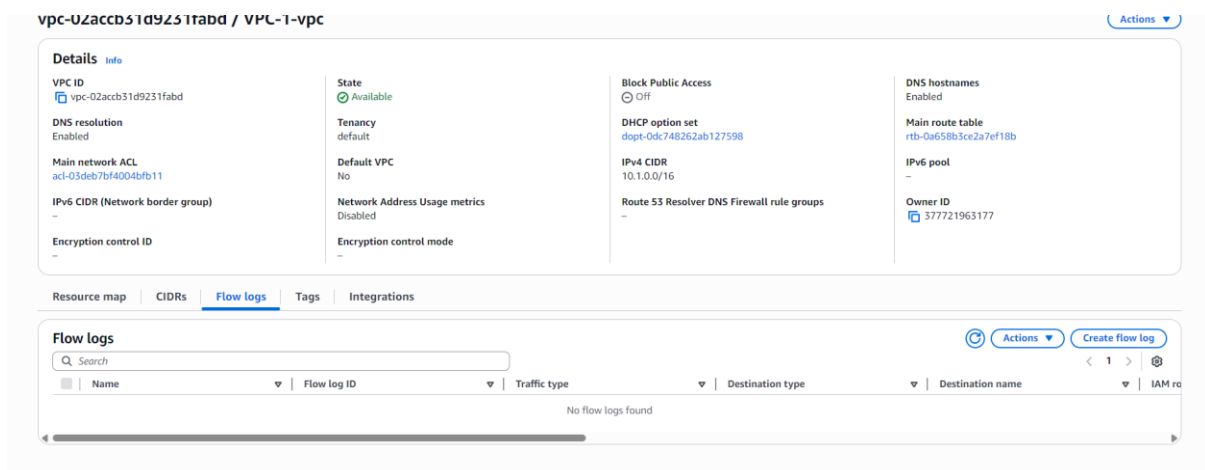 vpc-02accb31d9231fabd / VPC-1-vpc
Actions
Details Info
VPC ID State Block Public Access DNS hostnames
vpc-02accb31d9231fabd Available Off Enabled
DNS resolution Tenancy DHCP option set Main route table
Enabled default dopt-0dc748262ab127598 rtb-0a658b3ce2a7ef18b
Main network ACL Default VPC IPv4 CIDR IPv6 pool
acl-03deb7bf4004bfb11 No 10.1.0.0/16 –
IPv6 CIDR (Network border group) Network Address Usage metrics Route 53 Resolver DNS Firewall rule groups Owner ID
– Disabled – 377721963177
Encryption control ID Encryption control mode
– –
Resource map CIDRs Flow logs Tags Integrations
Flow logs
Actions Create flow log
Search
1
Name Flow log ID Traffic type Destination type Destination name IAM ro
No flow logs found